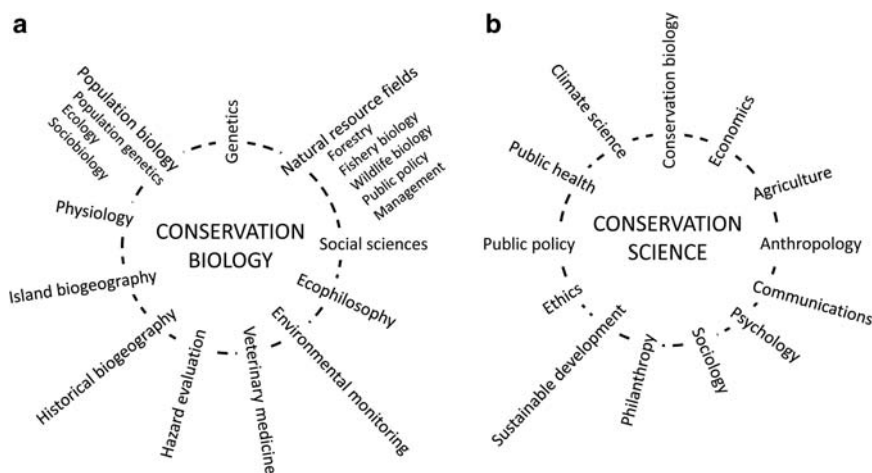 a
Population biology
Population genetics
Ecology
Sociobiology
Genetics
Natural resource fields
Forestry
Fishery biology
Wildlife biology
Public policy
Management
Physiology
CONSERVATION
BIOLOGY
Social sciences
Island biogeography
Ecophilosophy
Historical biogeography
Hazard evaluation
Veterinary medicine
Environmental monitoring
b
Conservation biology
Climate science
Economics
Public health
Agriculture
Public policy
CONSERVATION
SCIENCE
Anthropology
Ethics
Communications
Sustainable development
Philanthropy
Sociology
Psychology